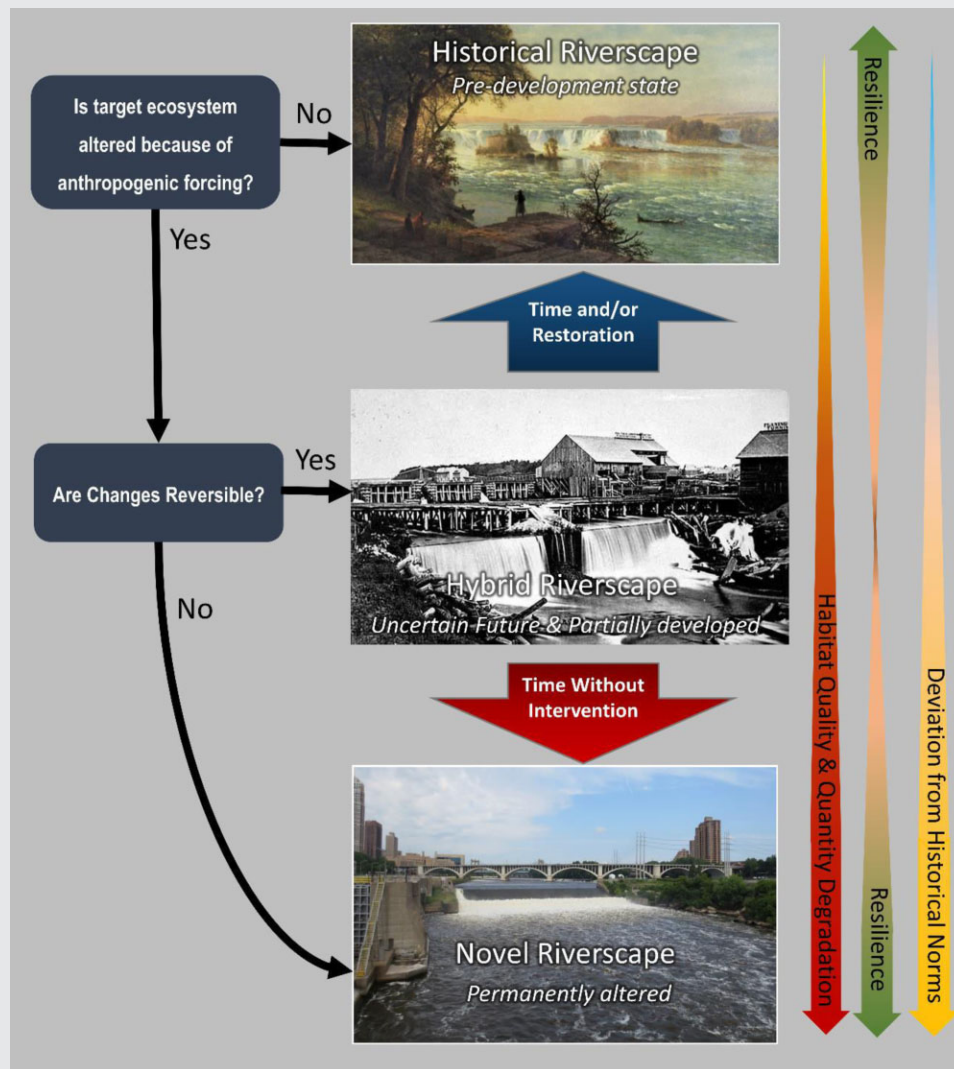 Historical Riverscape
Pre-development state
Is target ecosystem
altered because of
anthropogenic forcing?
No
Yes
Time and/or
Restoration
Are Changes Reversible?
Yes
No
Hybrid Riverscape
Uncertain Future & Partially developed
Time Without
Intervention
Novel Riverscape
Permanently altered
Habitat Quality & Quantity Degradation
Resilience
Resilience
Deviation from Historical Norms